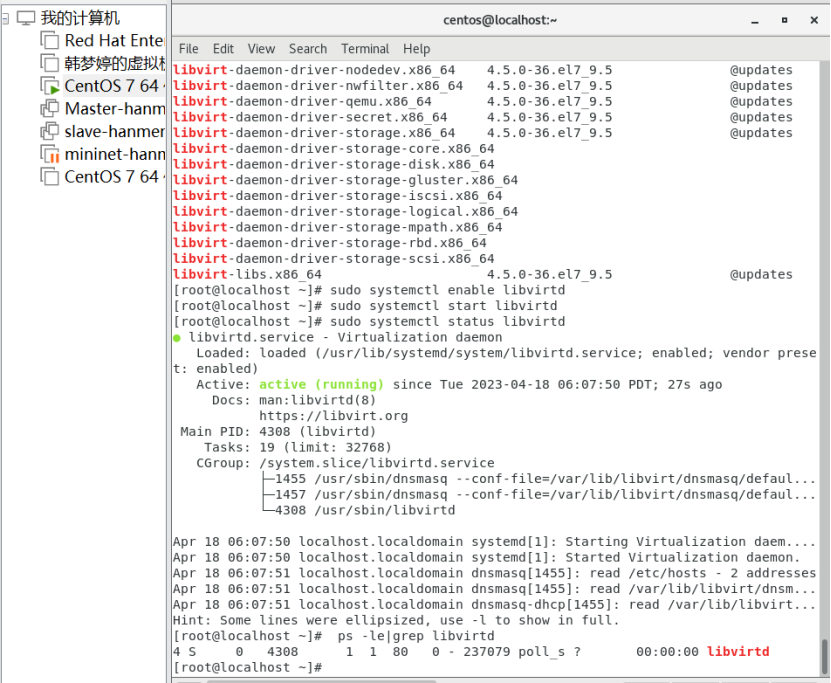 我的计算机
Red Hat Ente
韩梦婷的虚拟
CentOS 7 64
Master-hanm
slave-hanmer
mininet-hanr
CentOS 7 64
centos@localhost:~
File Edit View Search Terminal Help
libvirt-daemon-driver-nodedev.x86_64 4.5.0-36.el7_9.5 @updates
libvirt-daemon-driver-nwfilter.x86_64 4.5.0-36.el7_9.5 @updates
libvirt-daemon-driver-qemu.x86_64 4.5.0-36.el7_9.5 @updates
libvirt-daemon-driver-secret.x86_64 4.5.0-36.el7_9.5 @updates
libvirt-daemon-driver-storage.x86_64 4.5.0-36.el7_9.5 @updates
libvirt-daemon-driver-storage-core.x86_64
libvirt-daemon-driver-storage-disk.x86_64
libvirt-daemon-driver-storage-gluster.x86_64
libvirt-daemon-driver-storage-iscsi.x86_64
libvirt-daemon-driver-storage-logical.x86_64
libvirt-daemon-driver-storage-mpath.x86_64
libvirt-daemon-driver-storage-rbd.x86_64
libvirt-daemon-driver-storage-scsi.x86_64
libvirt-libs.x86_64 4.5.0-36.el7_9.5 @updates
[root@localhost ~]# sudo systemctl enable libvirtd
[root@localhost ~]# sudo systemctl start libvirtd
[root@localhost ~]# sudo systemctl status libvirtd
● libvirtd.service - Virtualization daemon
Loaded: loaded (/usr/lib/systemd/system/libvirtd.service; enabled; vendor prese
t: enabled)
Active: active (running) since Tue 2023-04-18 06:07:50 PDT; 27s ago
Docs: man:libvirtd(8)
https://libvirt.org
Main PID: 4308 (libvirtd)
Tasks: 19 (limit: 32768)
CGroup: /system.slice/libvirtd.service
├─1455 /usr/sbin/dnsmasq --conf-file=/var/lib/libvirt/dnsmasq/defaul...
├─1457 /usr/sbin/dnsmasq --conf-file=/var/lib/libvirt/dnsmasq/defaul...
└─4308 /usr/sbin/libvirtd
Apr 18 06:07:50 localhost.localdomain systemd[1]: Starting Virtualization daem....
Apr 18 06:07:50 localhost.localdomain systemd[1]: Started Virtualization daemon.
Apr 18 06:07:51 localhost.localdomain dnsmasq[1455]: read /etc/hosts - 2 addresses
Apr 18 06:07:51 localhost.localdomain dnsmasq[1455]: read /var/lib/libvirt/dnsm...
Apr 18 06:07:51 localhost.localdomain dnsmasq-dhcp[1455]: read /var/lib/libvirt...
Hint: Some lines were ellipsized, use -l to show in full.
[root@localhost ~]#  ps -le|grep libvirtd
4 S 0 4308 1 1 80 0 - 237079 poll_s ? 00:00:00 libvirtd
[root@localhost ~]#